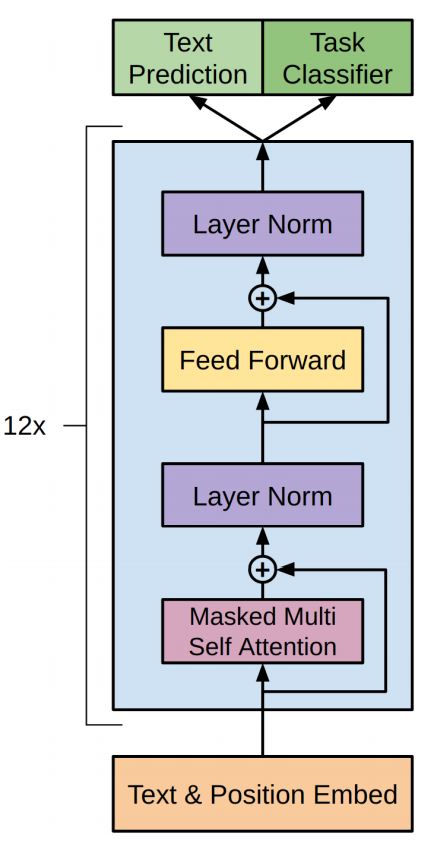 Text
Prediction
Task
Classifier
Layer Norm
+
Feed Forward
12x
Layer Norm
+
Masked Multi
Self Attention
Text & Position Embed